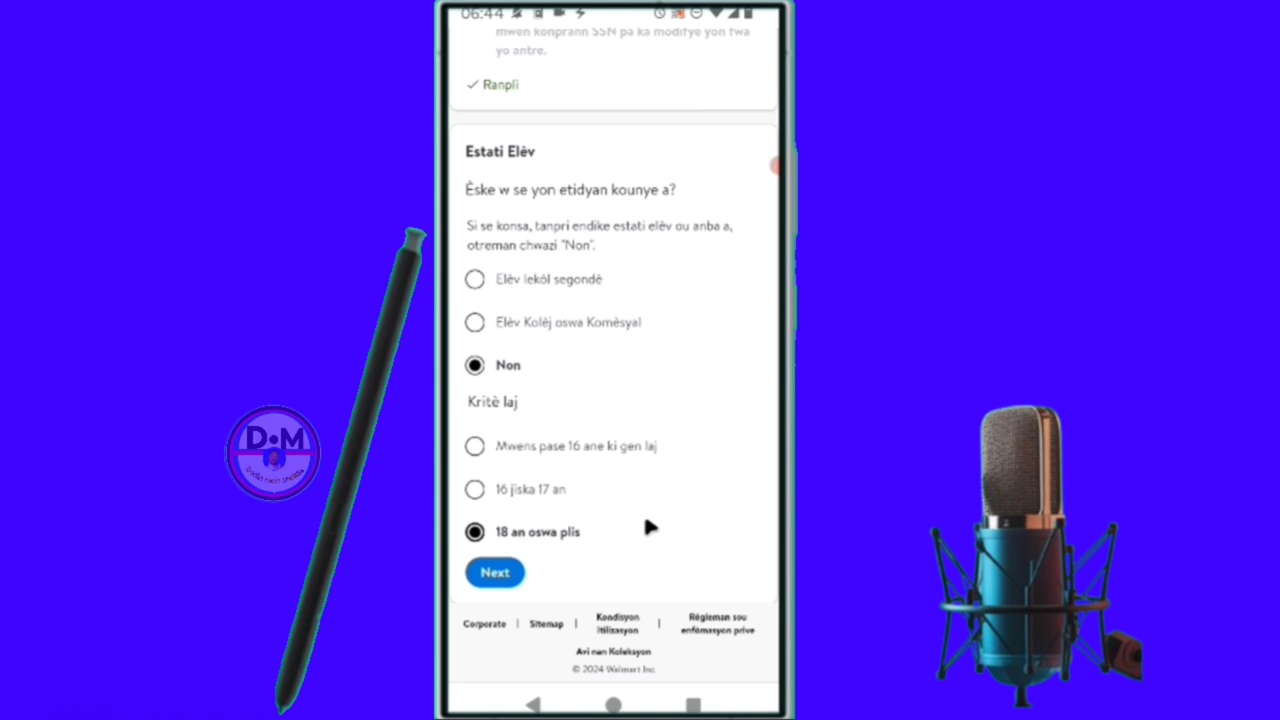 06:44
mwen konprann SSN pa ka modifye yon fwa
yo antre.
Ranpli
Estati Elèv
Èske w se yon etidyan kounye a?
Si se konsa, tanpri endike estati elèv ou anba a,
otreman chwazi "Non".
Elèv lekòl segondè
Elèv Kolèj oswa Komèsyal
Non
Kritè laj
Mwens pase 16 ane ki gen laj
16 jiska 17 an
18 an oswa plis
Next
Corporate | Sitemap | Kondisyon Itilizasyon | Règleman sou enfòmasyon prive
Avi nan Koleksyon
© 2024 Walmart Inc
D•M